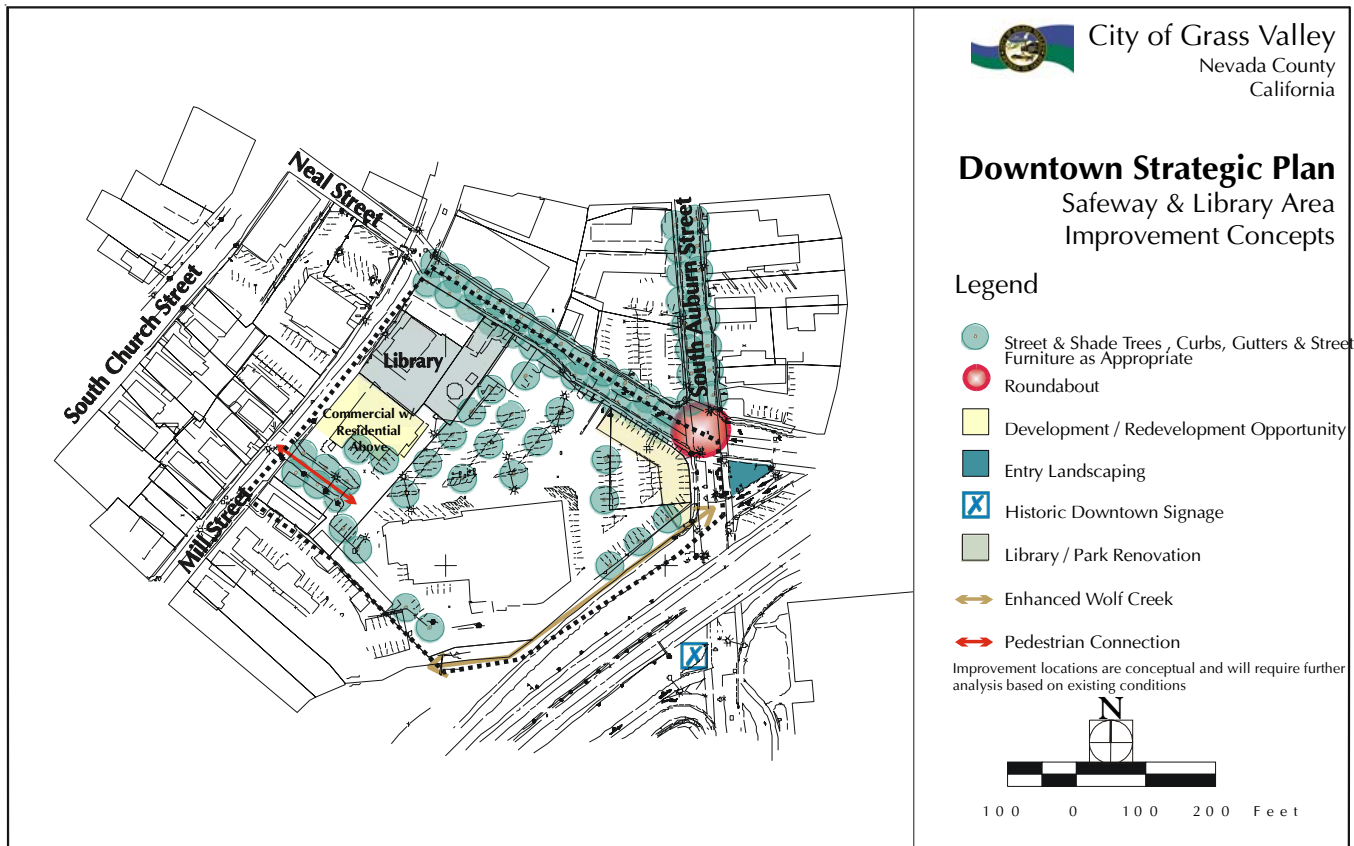 City of Grass Valley
Nevada County
California
Downtown Strategic Plan
Safeway & Library Area
Improvement Concepts
Legend
Street & Shade Trees , Curbs, Gutters & Street
Furniture as Appropriate
Roundabout
Development / Redevelopment Opportunity
Entry Landscaping
Historic Downtown Signage
Library / Park Renovation
Enhanced Wolf Creek
Pedestrian Connection
Improvement locations are conceptual and will require further
analysis based on existing conditions
N
100 0 100 200 Feet
Neal Street
South Church Street
South Auburn Street
Mill Street
Library
Commercial w/
Residential
Above